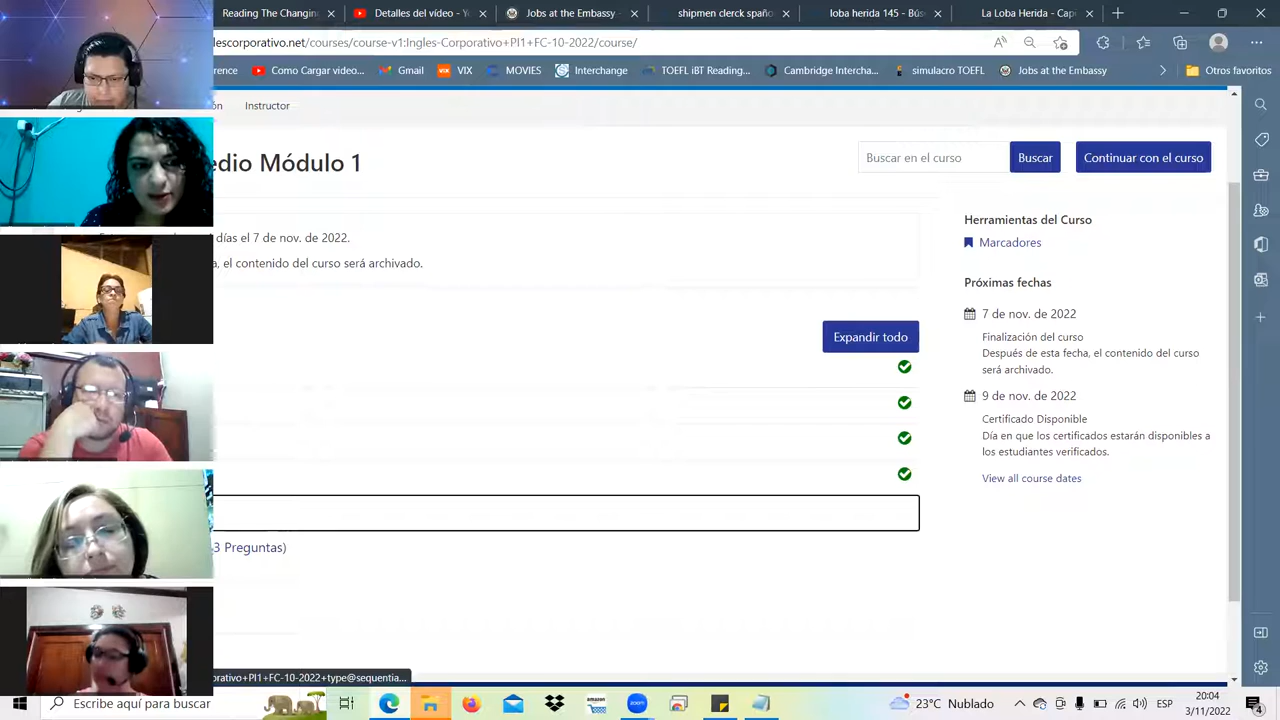 Reading The Changing
Detalles del vídeo - Yo
Jobs at the Embassy -
shipmen clerck spaño
loba herida 145 - Bús
La Loba Herida - Cap
lescorporativo.net/courses/course-v1:Ingles-Corporativo+PI1+FC-10-2022/course/
erence
Como Cargar video...
Gmail
VIX
MOVIES
Interchange
TOEFL iBT Reading...
Cambridge Intercha...
simulacro TOEFL
Jobs at the Embassy
Otros favoritos
ón
Instructor
edio Módulo 1
Buscar en el curso
Buscar
Continuar con el curso
días el 7 de nov. de 2022.
a, el contenido del curso será archivado.
Expandir todo
3 Preguntas)
Herramientas del Curso
Marcadores
Próximas fechas
7 de nov. de 2022
Finalización del curso
Después de esta fecha, el contenido del curso
será archivado.
9 de nov. de 2022
Certificado Disponible
Día en que los certificados estarán disponibles a
los estudiantes verificados.
View all course dates
orativo+PI1+FC-10-2022+type@sequentia...
Escribe aquí para buscar
amazon
zoom
23°C Nublado
ESP
20:04
3/11/2022
4